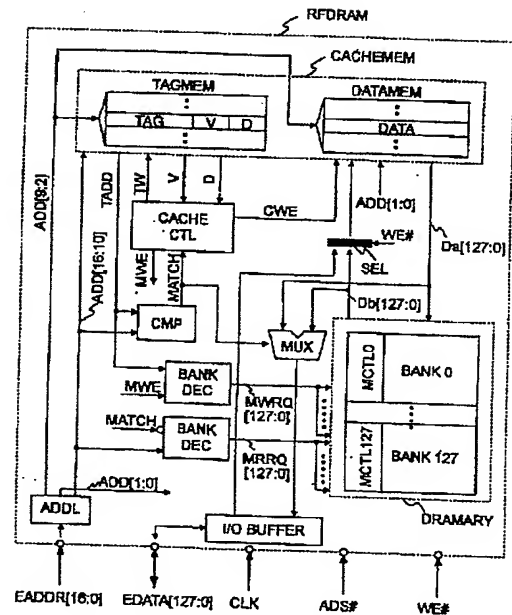 RFDRAM
CACHEMEM
TAGMEM
DATAMEM
TAG V D
DATA
ADD[9:2]
ADD[16:10]
TADD
TW
V
D
CACHE
CTL
CWE
ADD[1:0]
WE#
SEL
Da[127:0]
MWE
MATCH
CMP
Db[127:0]
MUX
MWE
BANK
DEC
MWRQ
[127:0]
MATCH
BANK
DEC
MRRQ
[127:0]
MCTL0
BANK 0
MCTL127
BANK 127
DRAMARY
ADD[1:0]
ADDL
I/O BUFFER
EADDR[16:0]
EDATA[127:0]
CLK
ADS#
WE#